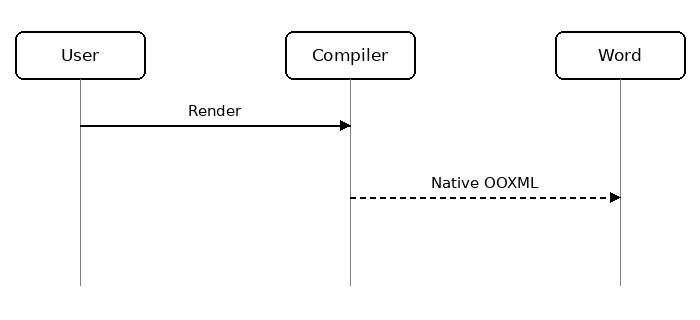 User
Compiler
Word
Render
Native OOXML